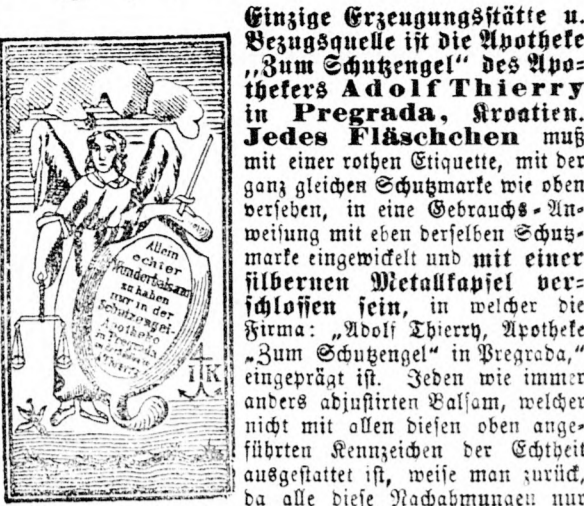 Allein
echter
Wunderbalsam
zu haben
nur in der
Schutzengel-
Apotheke
in Pregrada
I K
Einzige Erzeugungsstätte u.
Bezugsquelle ist die Apotheke
„Zum Schutzengel“ des Apo-
thekers Adolf Thierry
in Pregrada, Kroatien.
Jedes Fläschchen muß
mit einer rothen Etiquette, mit der
ganz gleichen Schutzmarke wie oben
versehen, in eine Gebrauchs-An-
weisung mit eben derselben Schutz-
marke eingewickelt und mit einer
silbernen Metallkapsel ver-
schlossen sein, in welcher die
Firma: „Adolf Thierry, Apotheke
„Zum Schutzengel“ in Pregrada,“
eingeprägt ist. Jeden wie immer
anders adjustirten Balsam, welcher
nicht mit allen diesen oben ange-
führten Kennzeichen der Echtheit
ausgestattet ist, weise man zurück,
da alle diese Nachahmungen nur